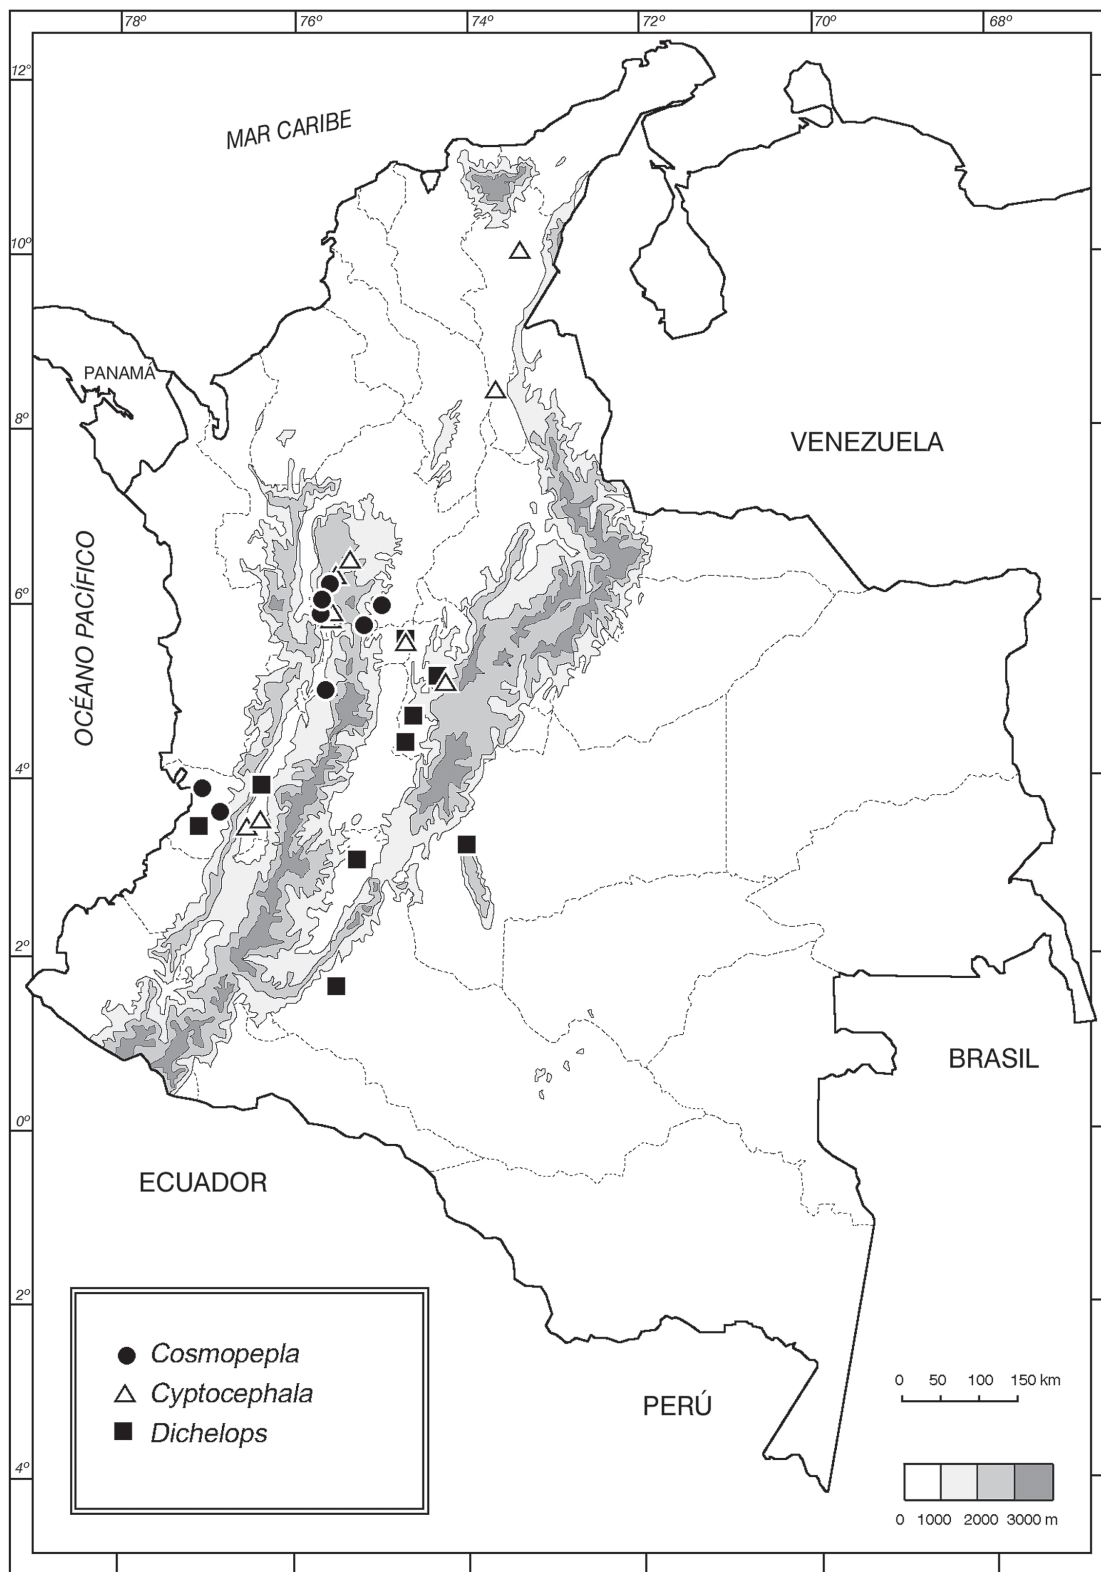 78º 76º 74º 72º 70º 68º
12º
MAR CARIBE
10º
PANAMÁ
8º
VENEZUELA
OCÉANO PACÍFICO
6º
4º
2º
BRASIL
0º
ECUADOR
2º
Cosmopepla
Cyptocephala
Dichelops
PERÚ
0 50 100 150 km
4º
0 1000 2000 3000 m